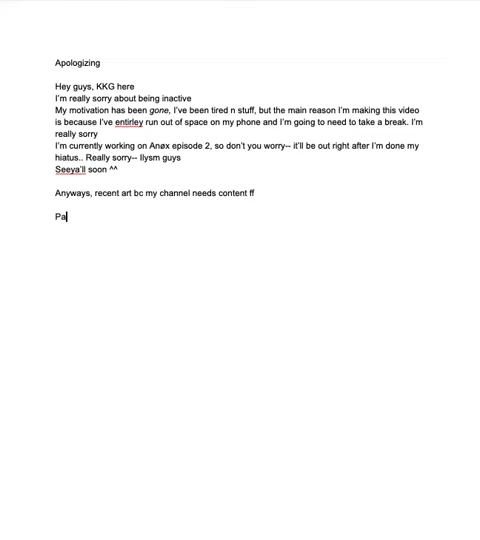 Apologizing
Hey guys, KKG here
I'm really sorry about being inactive
My motivation has been gone, I've been tired n stuff, but the main reason I'm making this video
is because I've entirley run out of space on my phone and I'm going to need to take a break. I'm
really sorry
I'm currently working on Anøx episode 2, so don't you worry-- it'll be out right after I'm done my
hiatus.. Really sorry-- Ilysm guys
Seeya'll soon ^^
Anyways, recent art bc my channel needs content ff
Pa